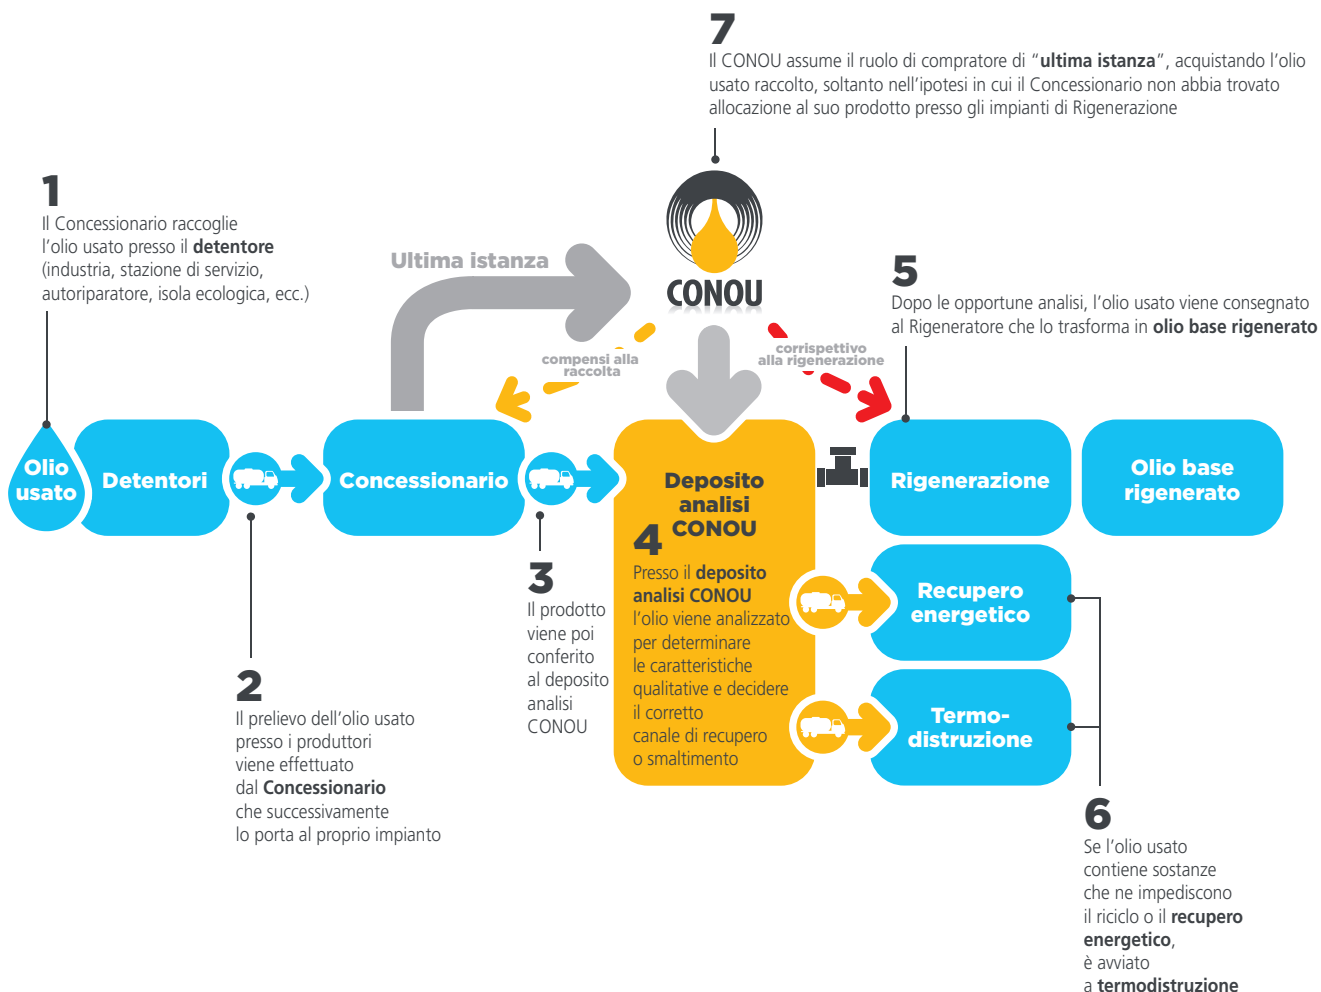 7
Il CONOU assume il ruolo di compratore di “ultima istanza”, acquistando l’olio
usato raccolto, soltanto nell’ipotesi in cui il Concessionario non abbia trovato
allocazione al suo prodotto presso gli impianti di Rigenerazione
1
Il Concessionario raccoglie
l’olio usato presso il detentore
(industria, stazione di servizio,
autoriparatore, isola ecologica, ecc.)
Ultima istanza
CONOU
5
Dopo le opportune analisi, l’olio usato viene consegnato
al Rigeneratore che lo trasforma in olio base rigenerato
compensi alla
raccolta
corrispettivo
alla rigenerazione
Olio
usato
Detentori
Concessionario
Deposito
analisi
CONOU
Rigenerazione
Olio base
rigenerato
2
Il prelievo dell’olio usato
presso i produttori
viene effettuato
dal Concessionario
che successivamente
lo porta al proprio impianto
3
Il prodotto
viene poi
conferito
al deposito
analisi
CONOU
4
Presso il deposito
analisi CONOU
l’olio viene analizzato
per determinare
le caratteristiche
qualitative e decidere
il corretto
canale di recupero
o smaltimento
Recupero
energetico
Termo-
distruzione
6
Se l’olio usato
contiene sostanze
che ne impediscono
il riciclo o il recupero
energetico,
è avviato
a termodistruzione